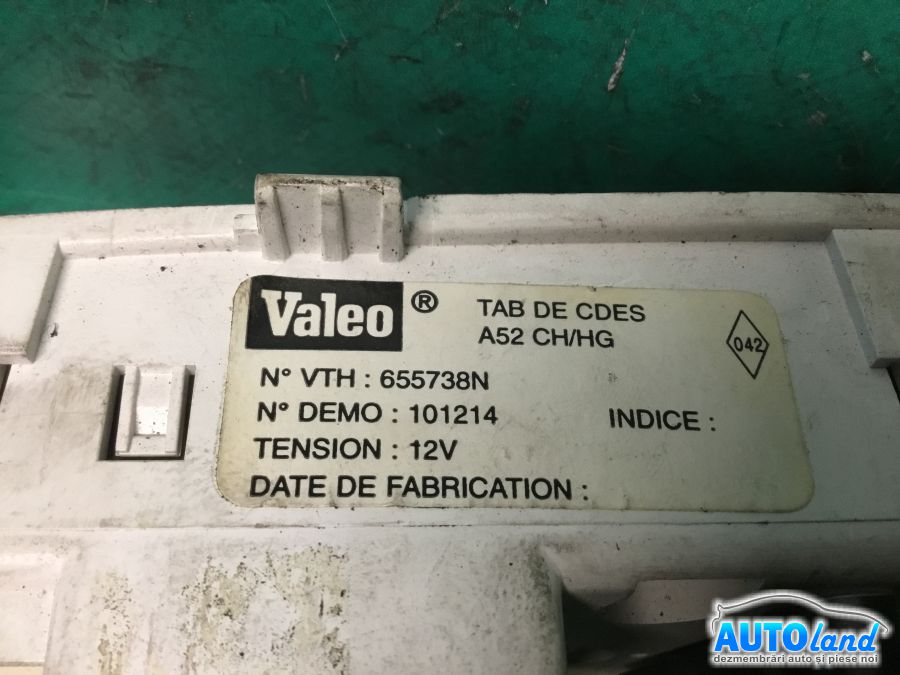 Valeo ®
TAB DE CDES
A52 CH/HG
042
N° VTH : 655738N
N° DEMO : 101214
INDICE :
TENSION : 12V
DATE DE FABRICATION :
AUTOland
dezmembrări auto și piese noi